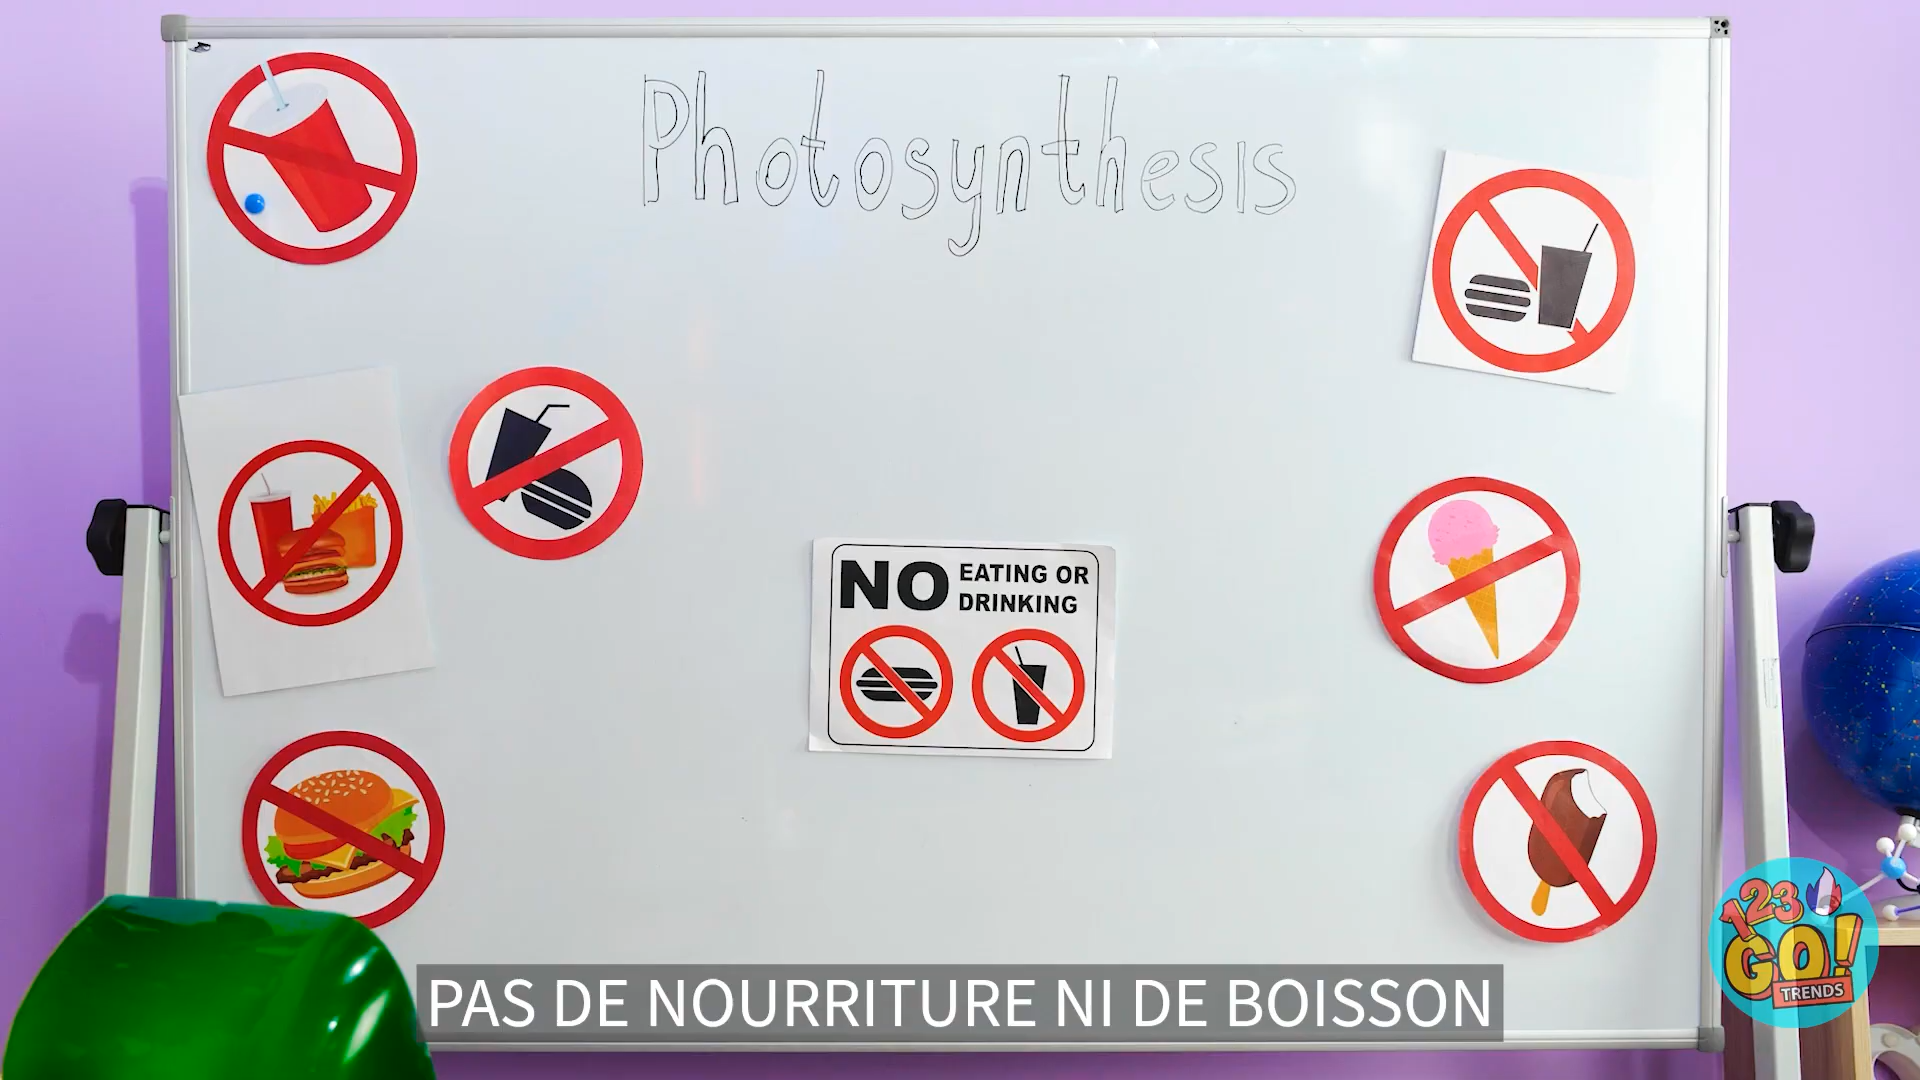 Photosynthesis
NO EATING OR
DRINKING
PAS DE NOURRITURE NI DE BOISSON
123
GO!
TRENDS